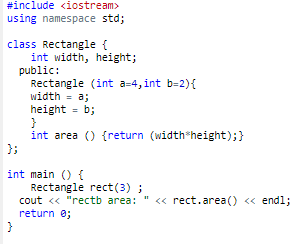 #include <iostream>
using namespace std;
class Rectangle {
int width, height;
public:
Rectangle (int a=4,int b=2){
width = a;
height = b;
}
int area () {return (width*height);}
};
int main () {
Rectangle rect(3) ;
cout << "rectb area: " << rect.area() << endl;
return 0;
}